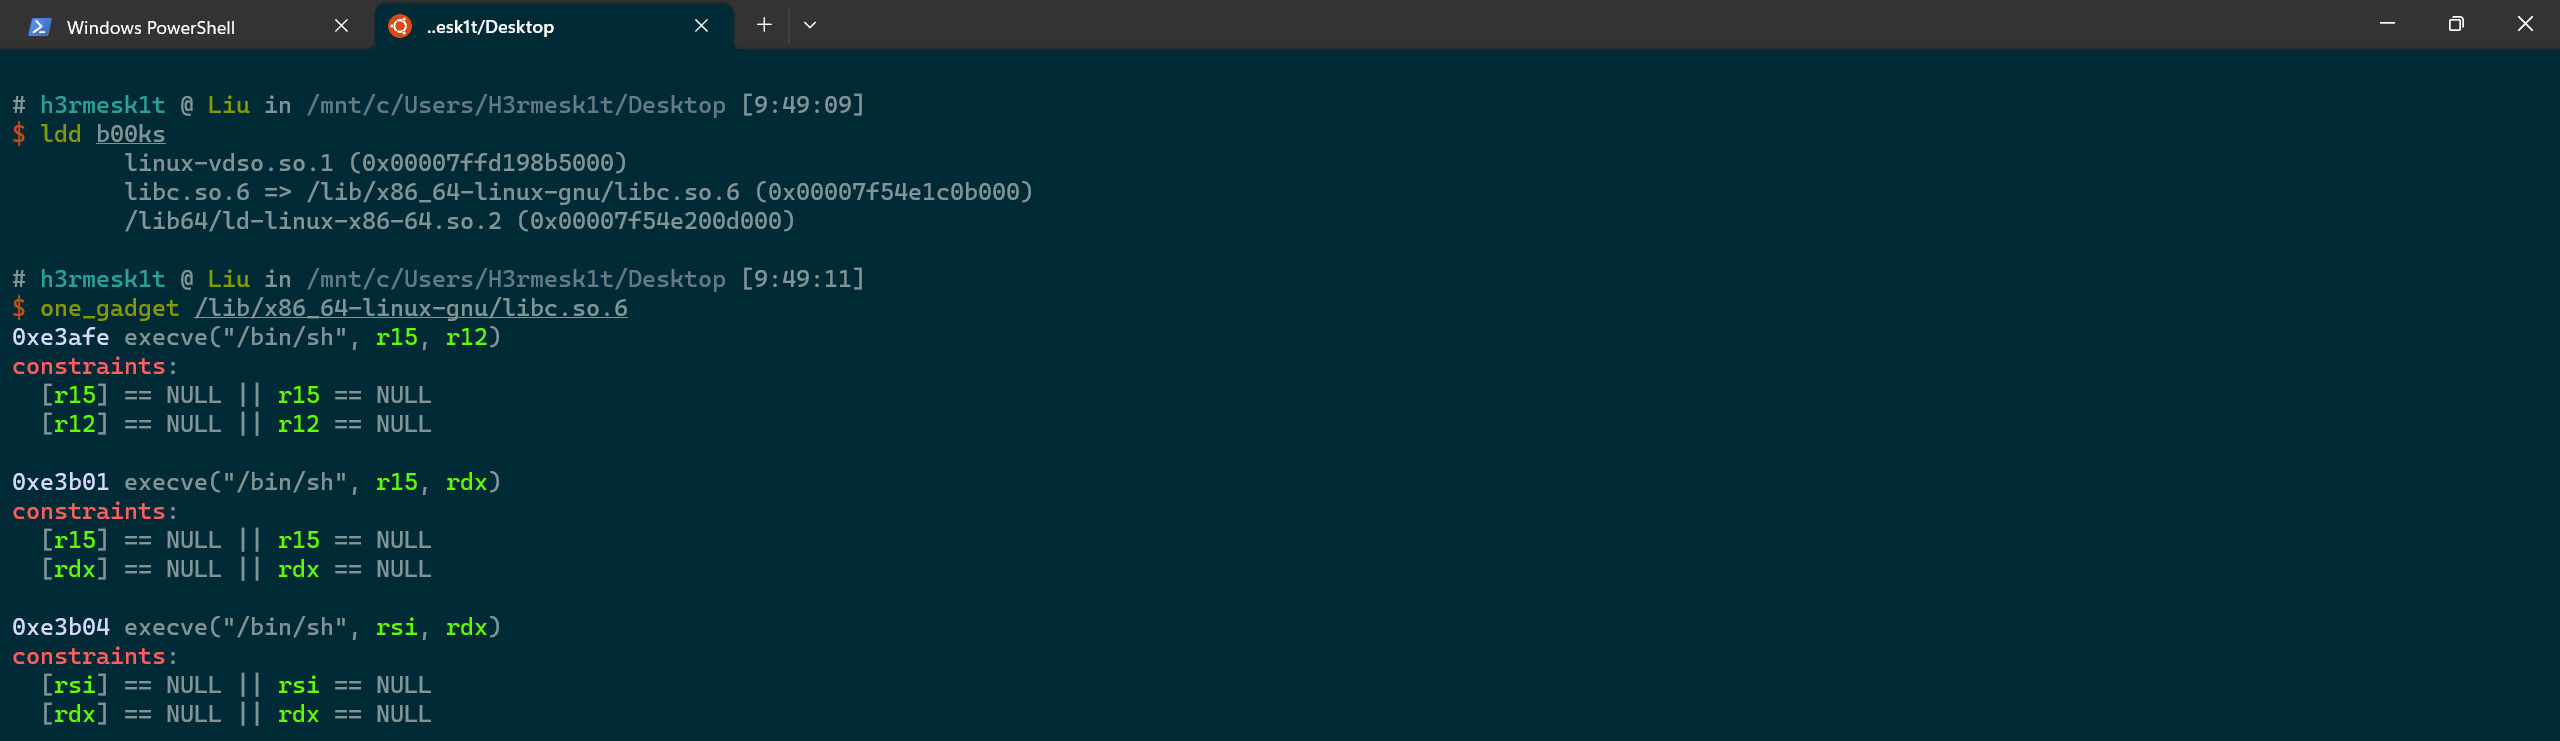 Windows PowerShell
..esk1t/Desktop
# h3rmesk1t @ Liu in /mnt/c/Users/H3rmesk1t/Desktop [9:49:09]
$ ldd b00ks
linux-vdso.so.1 (0x00007ffd198b5000)
libc.so.6 => /lib/x86_64-linux-gnu/libc.so.6 (0x00007f54e1c0b000)
/lib64/ld-linux-x86-64.so.2 (0x00007f54e200d000)
# h3rmesk1t @ Liu in /mnt/c/Users/H3rmesk1t/Desktop [9:49:11]
$ one_gadget /lib/x86_64-linux-gnu/libc.so.6
0xe3afe execve("/bin/sh", r15, r12)
constraints:
[r15] == NULL || r15 == NULL
[r12] == NULL || r12 == NULL
0xe3b01 execve("/bin/sh", r15, rdx)
constraints:
[r15] == NULL || r15 == NULL
[rdx] == NULL || rdx == NULL
0xe3b04 execve("/bin/sh", rsi, rdx)
constraints:
[rsi] == NULL || rsi == NULL
[rdx] == NULL || rdx == NULL